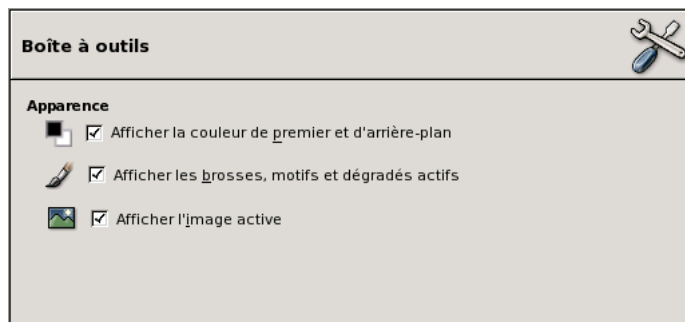 Boîte à outils
Apparence
Afficher la couleur de premier et d'arrière-plan
Afficher les brosses, motifs et dégradés actifs
Afficher l'image active